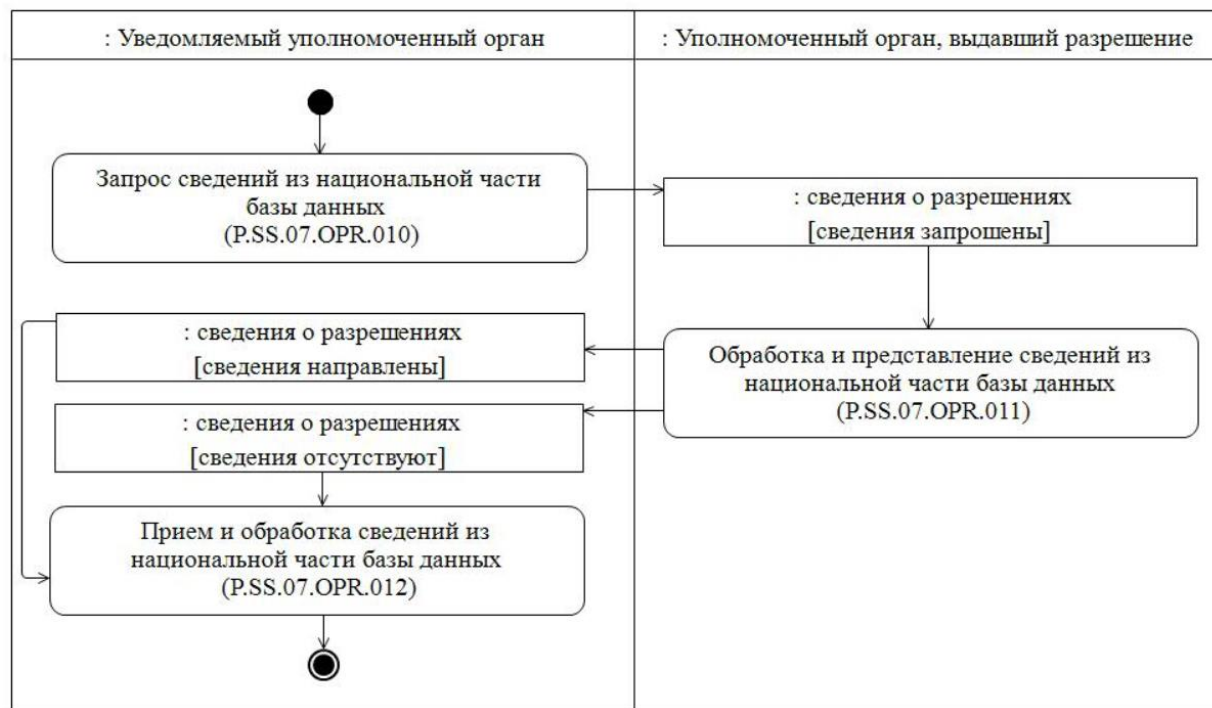 : Уведомляемый уполномоченный орган
: Уполномоченный орган, выдавший разрешение
Запрос сведений из национальной части
базы данных
(P.SS.07.OPR.010)
: сведения о разрешениях
[сведения запрошены]
: сведения о разрешениях
[сведения направлены]
Обработка и представление сведений из
национальной части базы данных
(P.SS.07.OPR.011)
: сведения о разрешениях
[сведения отсутствуют]
Прием и обработка сведений из
национальной части базы данных
(P.SS.07.OPR.012)